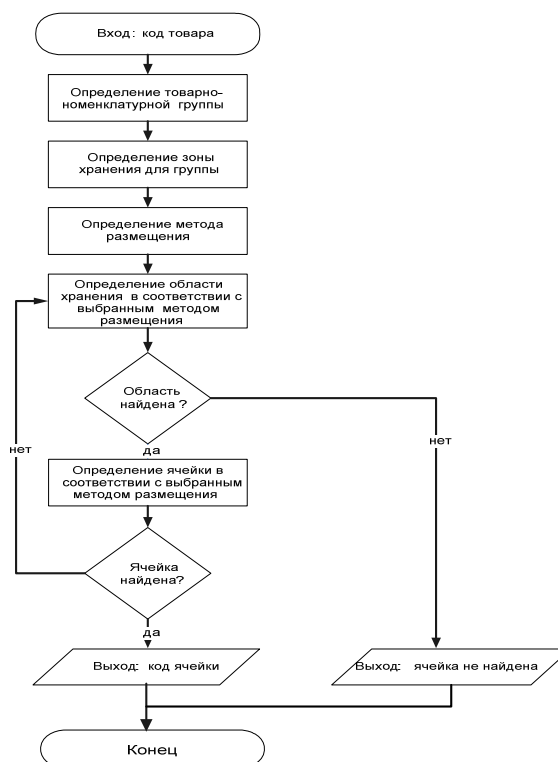 Вход: код товара
Определение товарно-
номенклатурной группы
Определение зоны
хранения для группы
Определение метода
размещения
Определение области
хранения в соответствии с
выбранным методом
размещения
Область
найдена ?
нет
нет
да
Определение ячейки в
соответствии с выбранным
методом размещения
Ячейка
найдена?
да
Выход: код ячейки
Выход: ячейка не найдена
Конец